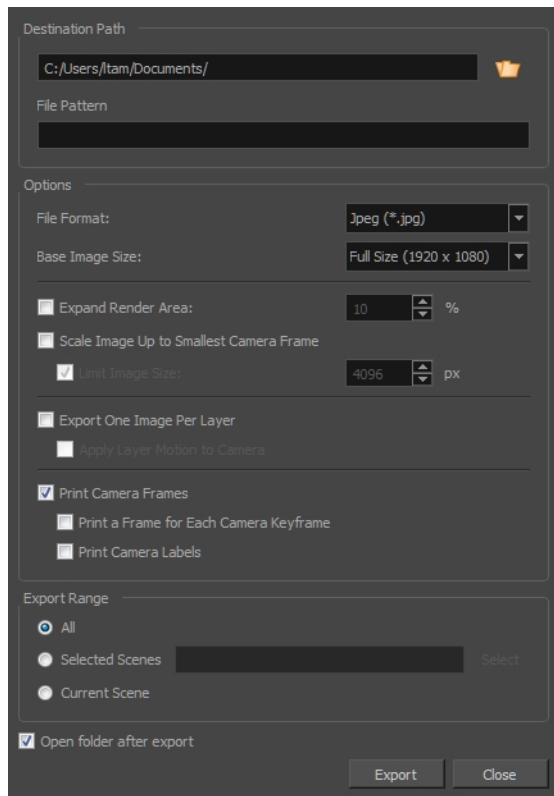 Destination Path
C:/Users/ltam/Documents/
File Pattern
Options
File Format: Jpeg (*.jpg)
Base Image Size: Full Size (1920 x 1080)
Expand Render Area: 10 %
Scale Image Up to Smallest Camera Frame
Limit Image Size: 4096 px
Export One Image Per Layer
Apply Layer Motion to Camera
Print Camera Frames
Print a Frame for Each Camera Keyframe
Print Camera Labels
Export Range
All
Selected Scenes Select
Current Scene
Open folder after export
Export Close